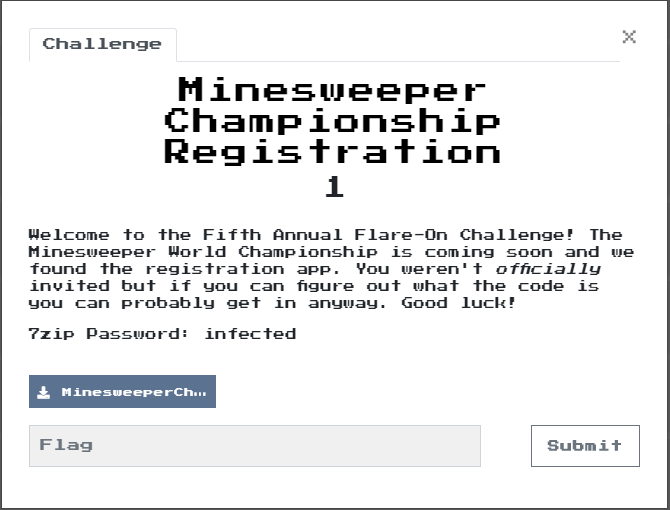 Challenge
×
Minesweeper
Championship
Registration
1
Welcome to the Fifth Annual Flare-On Challenge! The
Minesweeper World Championship is coming soon and we
found the registration app. You weren't officially
invited but if you can figure out what the code is
you can probably get in anyway. Good luck!
7zip Password: infected
MinesweeperCh...
Flag
Submit